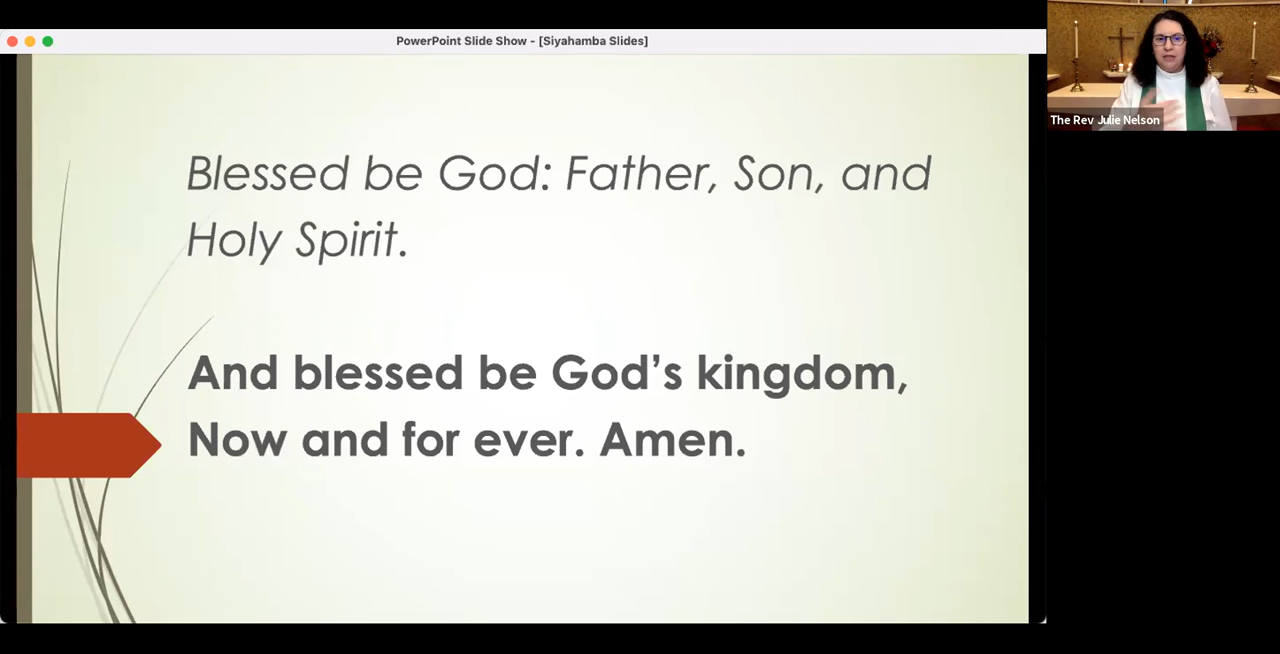 PowerPoint Slide Show - [Siyahamba Slides]
Blessed be God: Father, Son, and
Holy Spirit.
And blessed be God’s kingdom,
Now and for ever. Amen.
The Rev Julie Nelson